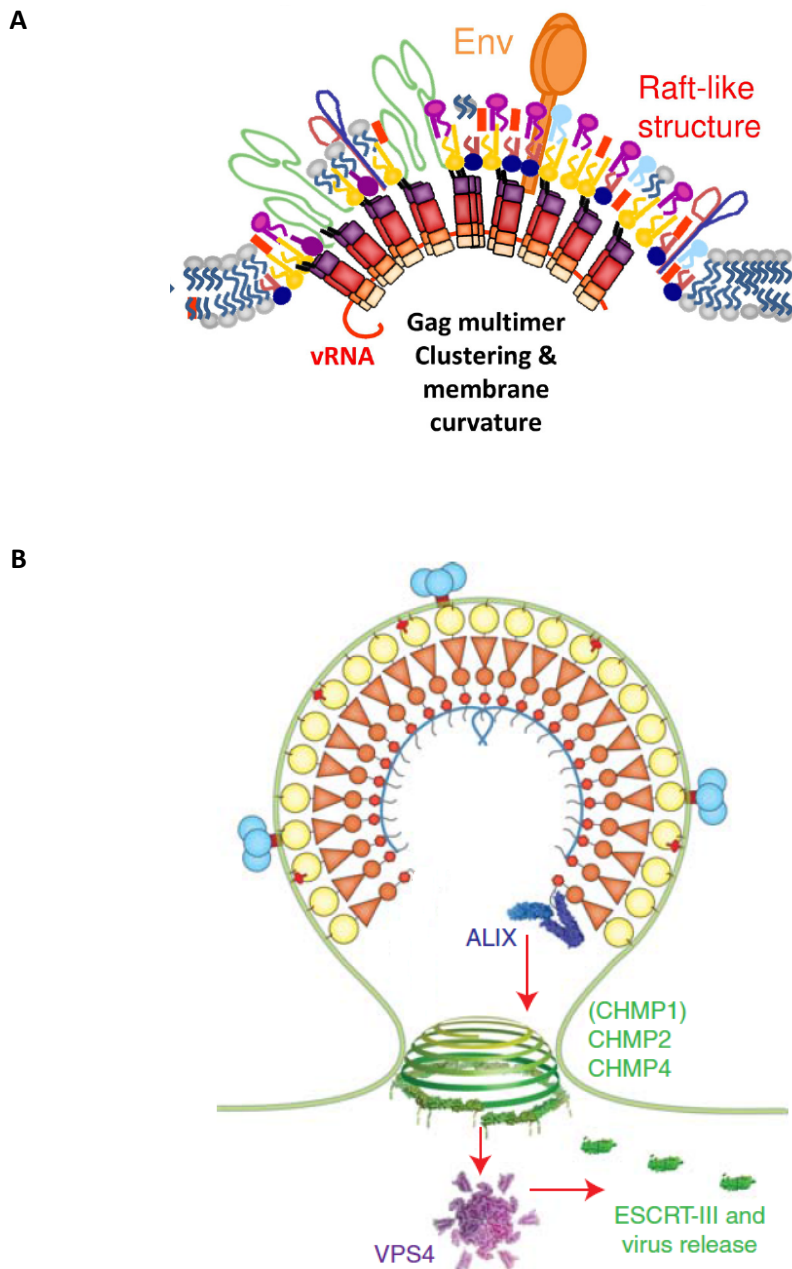 A
Env
Raft-like
structure
vRNA
Gag multimer
Clustering &
membrane
curvature
B
ALIX
(CHMP1)
CHMP2
CHMP4
VPS4
ESCRT-III and
virus release